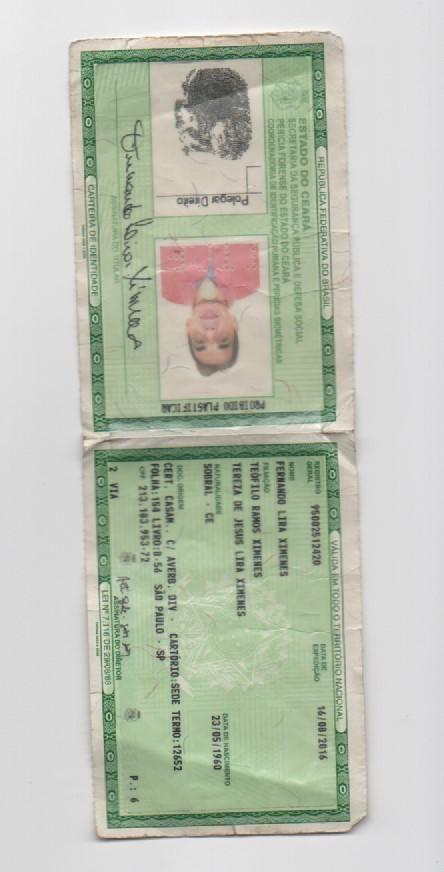 REPÚBLICA FEDERATIVA DO BRASIL
ESTADO DO CEARÁ
SECRETARIA DA SEGURANÇA PÚBLICA E DEFESA SOCIAL
PERÍCIA FORENSE DO ESTADO DO CEARÁ
COORDENADORIA DE IDENTIFICAÇÃO HUMANA E PERÍCIAS BIOMÉTRICAS
Polegar Direito
PROIBIDO PLASTIFICAR
Fernando Lira Ximenes
ASSINATURA DO TITULAR
CARTEIRA DE IDENTIDADE
VÁLIDA EM TODO O TERRITÓRIO NACIONAL
REGISTRO GERAL 95002512420 DATA DE EXPEDIÇÃO 16/08/2016
NOME
FERNANDO LIRA XIMENES
FILIAÇÃO
TEÓFILO RAMOS XIMENES
TEREZA DE JESUS LIRA XIMENES
NATURALIDADE DATA DE NASCIMENTO
SOBRAL - CE 23/05/1960
DOC. ORIGEM
CERT. CASAM. C/ AVERB. DIV - CARTÓRIO:SEDE TERMO:12652
FOLHA:154 LIVRO:B-56 SÃO PAULO - SP
CPF 213.183.953-72
2 VIA P.: 6
ASSINATURA DO DIRETOR
LEI Nº 7.116 DE 29/08/83